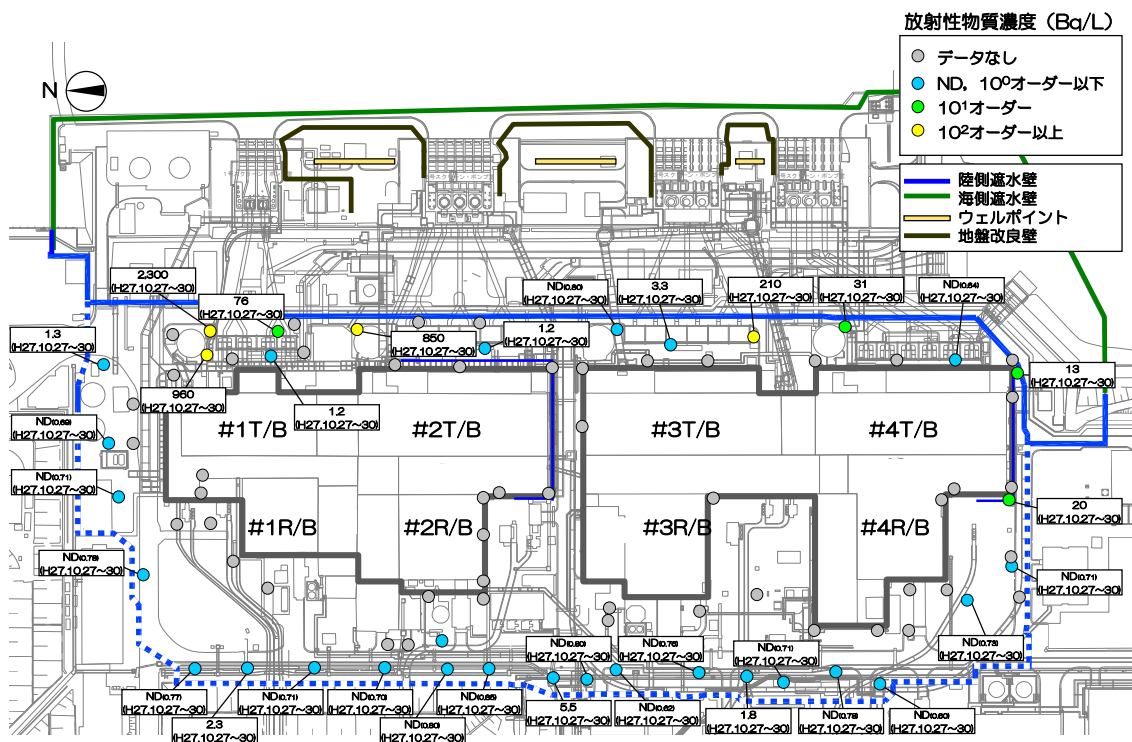 放射性物質濃度（Bq/L）
データなし
ND，10⁰オーダー以下
10¹オーダー
10²オーダー以上
陸側遮水壁
海側遮水壁
ウェルポイント
地盤改良壁
N
2,300
(H27.10.27～30)
76
(H27.10.27～30)
850
(H27.10.27～30)
1.2
(H27.10.27～30)
ND(0.80)
(H27.10.27～30)
3.3
(H27.10.27～30)
210
(H27.10.27～30)
31
(H27.10.27～30)
ND(0.64)
(H27.10.27～30)
1.3
(H27.10.27～30)
960
(H27.10.27～30)
1.2
(H27.10.27～30)
13
(H27.10.27～30)
#1T/B
#2T/B
#3T/B
#4T/B
ND(0.69)
(H27.10.27～30)
ND(0.71)
(H27.10.27～30)
20
(H27.10.27～30)
#1R/B
#2R/B
#3R/B
#4R/B
ND(0.78)
(H27.10.27～30)
ND(0.71)
(H27.10.27～30)
ND(0.90)
(H27.10.27～30)
ND(0.76)
(H27.10.27～30)
ND(0.71)
(H27.10.27～30)
ND(0.73)
(H27.10.27～30)
ND(0.77)
(H27.10.27～30)
2.3
(H27.10.27～30)
ND(0.71)
(H27.10.27～30)
ND(0.70)
(H27.10.27～30)
ND(0.80)
(H27.10.27～30)
ND(0.65)
(H27.10.27～30)
5.5
(H27.10.27～30)
ND(0.62)
(H27.10.27～30)
1.8
(H27.10.27～30)
ND(0.78)
(H27.10.27～30)
ND(0.60)
(H27.10.27～30)